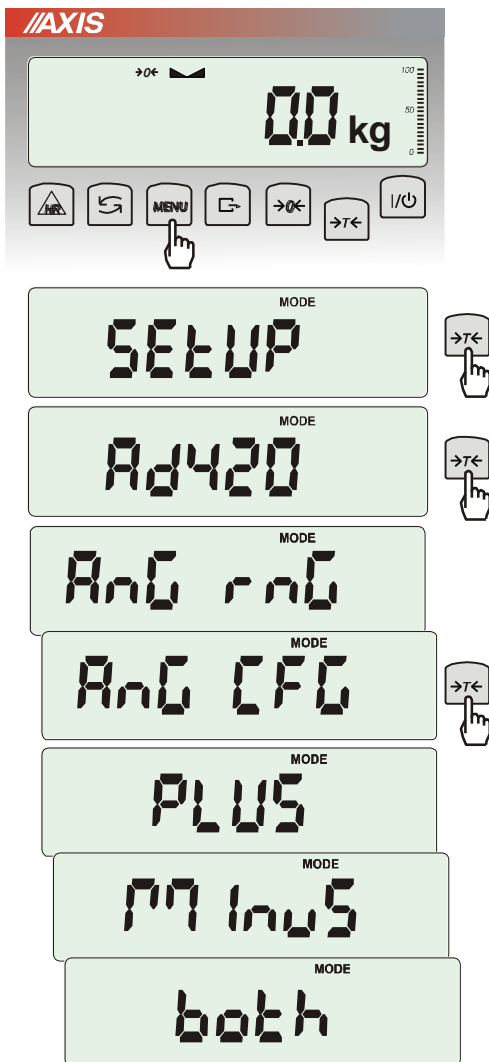 AXIS
→0←
100
50
0
0.0 kg
HR MENU →0← →T← I/⏻
MODE
SEtUP
→T←
MODE
Ad420
→T←
MODE
AnG rnG
MODE
AnG CFG
→T←
MODE
PLUS
MODE
MInuS
MODE
both